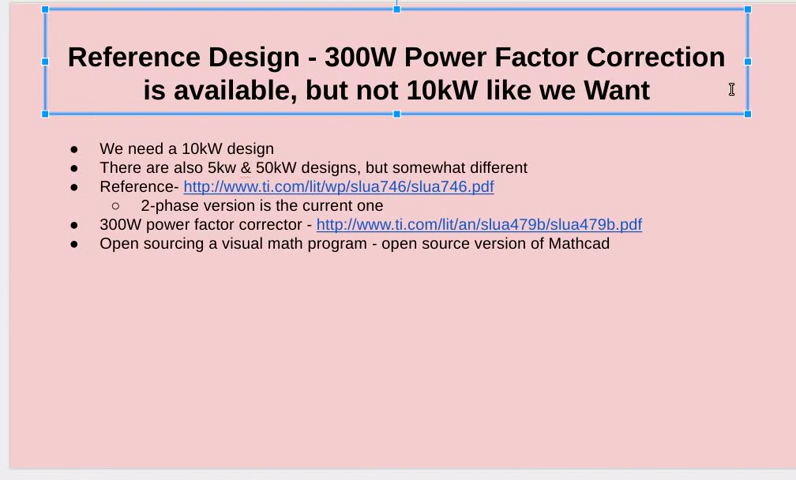 Reference Design - 300W Power Factor Correction
is available, but not 10kW like we Want
● We need a 10kW design
● There are also 5kw & 50kW designs, but somewhat different
● Reference- http://www.ti.com/lit/wp/slua746/slua746.pdf
○ 2-phase version is the current one
● 300W power factor corrector - http://www.ti.com/lit/an/slua479b/slua479b.pdf
● Open sourcing a visual math program - open source version of Mathcad